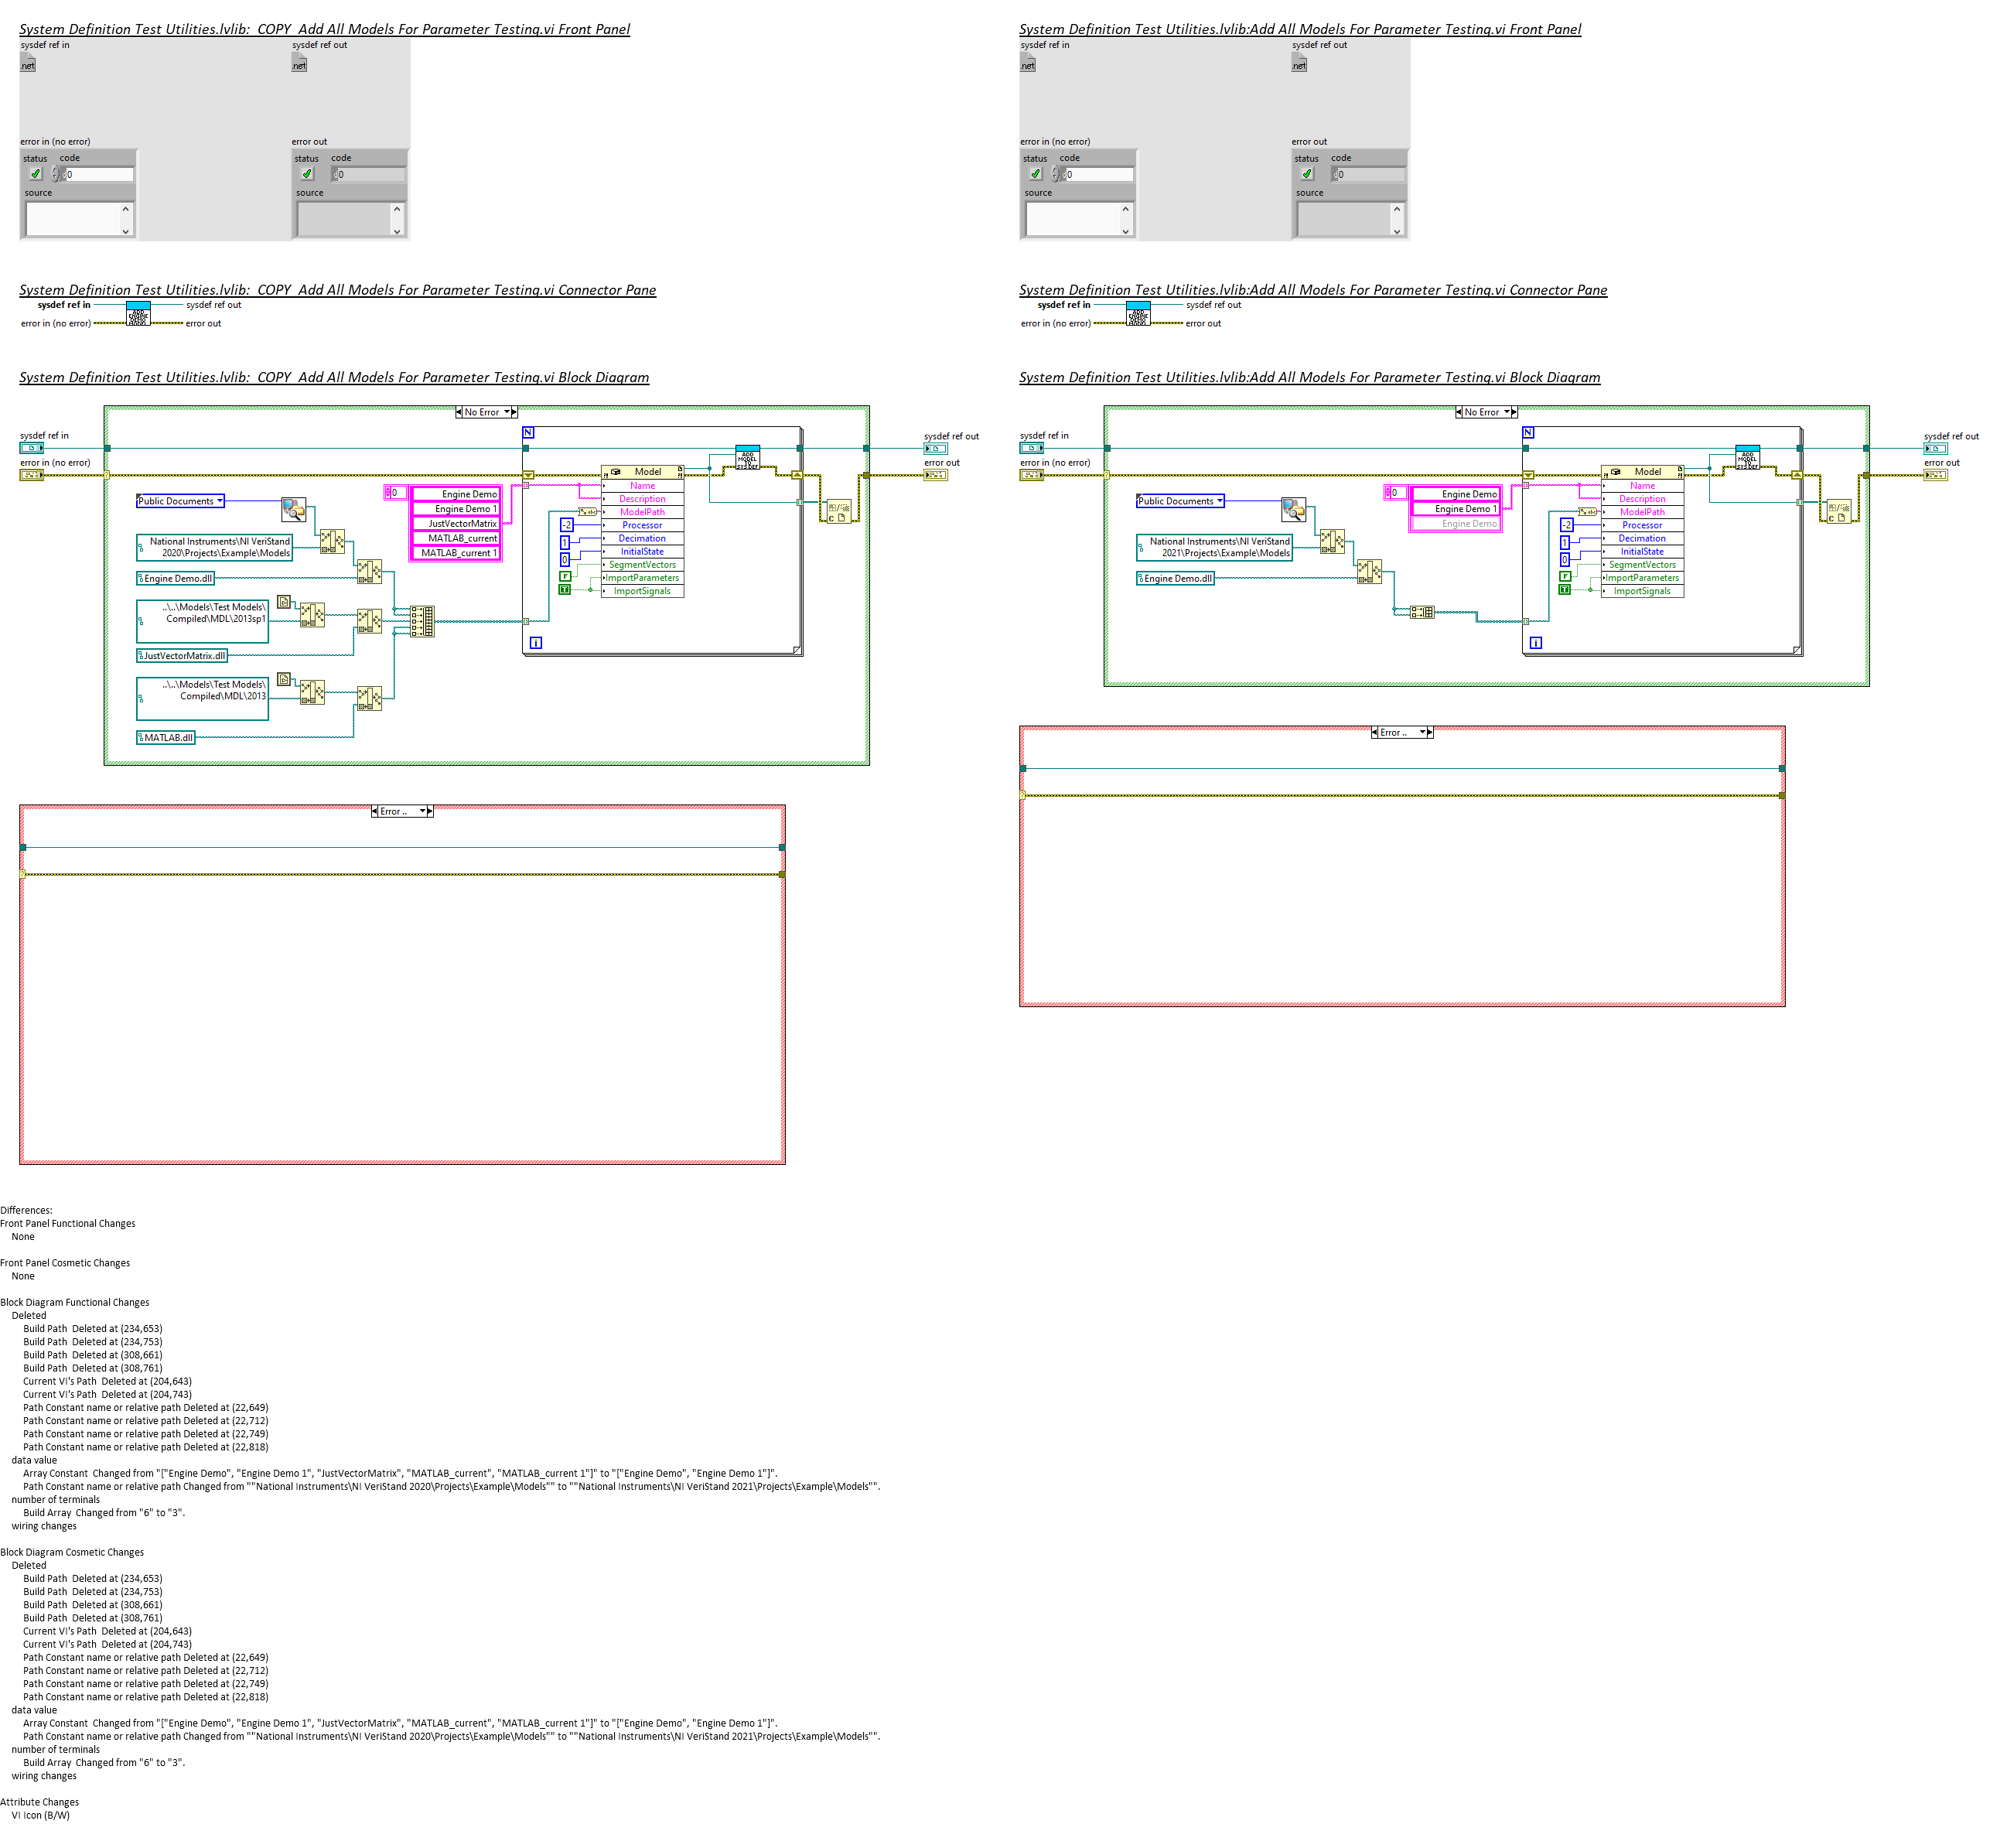 System Definition Test Utilities.lvlib:  COPY  Add All Models For Parameter Testing.vi Front Panel
sysdef ref in
sysdef ref out
.net
.net
error in (no error)
error out
status code
0
source
status code
0
source
System Definition Test Utilities.lvlib:  COPY  Add All Models For Parameter Testing.vi Connector Pane
sysdef ref in
sysdef ref out
ADD
ENGINE
DEMO
error in (no error)
error out
System Definition Test Utilities.lvlib:  COPY  Add All Models For Parameter Testing.vi Block Diagram
No Error
sysdef ref in
sysdef ref out
error in (no error)
error out
N
ADD
MODEL
TO
SYSDEF
Model
Name
Description
ModelPath
Processor
Decimation
InitialState
SegmentVectors
ImportParameters
ImportSignals
-2
1
0
F
T
i
Public Documents
0
Engine Demo
Engine Demo 1
JustVectorMatrix
MATLAB_current
MATLAB_current 1
National Instruments\NI VeriStand
2020\Projects\Example\Models
Engine Demo.dll
..\..\Models\Test Models\
Compiled\MDL\2013sp1
JustVectorMatrix.dll
..\..\Models\Test Models\
Compiled\MDL\2013
MATLAB.dll
Error ..
System Definition Test Utilities.lvlib:Add All Models For Parameter Testing.vi Front Panel
sysdef ref in
sysdef ref out
.net
.net
error in (no error)
error out
status code
0
source
status code
0
source
System Definition Test Utilities.lvlib:Add All Models For Parameter Testing.vi Connector Pane
sysdef ref in
sysdef ref out
ADD
ENGINE
DEMO
error in (no error)
error out
System Definition Test Utilities.lvlib:Add All Models For Parameter Testing.vi Block Diagram
No Error
sysdef ref in
sysdef ref out
error in (no error)
error out
N
ADD
MODEL
TO
SYSDEF
Model
Name
Description
ModelPath
Processor
Decimation
InitialState
SegmentVectors
ImportParameters
ImportSignals
-2
1
0
F
T
i
Public Documents
0
Engine Demo
Engine Demo 1
Engine Demo
National Instruments\NI VeriStand
2021\Projects\Example\Models
Engine Demo.dll
Error ..
Differences:
Front Panel Functional Changes
None
Front Panel Cosmetic Changes
None
Block Diagram Functional Changes
Deleted
Build Path  Deleted at (234,653)
Build Path  Deleted at (234,753)
Build Path  Deleted at (308,661)
Build Path  Deleted at (308,761)
Current VI's Path  Deleted at (204,643)
Current VI's Path  Deleted at (204,743)
Path Constant name or relative path Deleted at (22,649)
Path Constant name or relative path Deleted at (22,712)
Path Constant name or relative path Deleted at (22,749)
Path Constant name or relative path Deleted at (22,818)
data value
Array Constant  Changed from "["Engine Demo", "Engine Demo 1", "JustVectorMatrix", "MATLAB_current", "MATLAB_current 1"]" to "["Engine Demo", "Engine Demo 1"]".
Path Constant name or relative path Changed from ""National Instruments\NI VeriStand 2020\Projects\Example\Models"" to ""National Instruments\NI VeriStand 2021\Projects\Example\Models"".
number of terminals
Build Array  Changed from "6" to "3".
wiring changes
Block Diagram Cosmetic Changes
Deleted
Build Path  Deleted at (234,653)
Build Path  Deleted at (234,753)
Build Path  Deleted at (308,661)
Build Path  Deleted at (308,761)
Current VI's Path  Deleted at (204,643)
Current VI's Path  Deleted at (204,743)
Path Constant name or relative path Deleted at (22,649)
Path Constant name or relative path Deleted at (22,712)
Path Constant name or relative path Deleted at (22,749)
Path Constant name or relative path Deleted at (22,818)
data value
Array Constant  Changed from "["Engine Demo", "Engine Demo 1", "JustVectorMatrix", "MATLAB_current", "MATLAB_current 1"]" to "["Engine Demo", "Engine Demo 1"]".
Path Constant name or relative path Changed from ""National Instruments\NI VeriStand 2020\Projects\Example\Models"" to ""National Instruments\NI VeriStand 2021\Projects\Example\Models"".
number of terminals
Build Array  Changed from "6" to "3".
wiring changes
Attribute Changes
VI Icon (B/W)